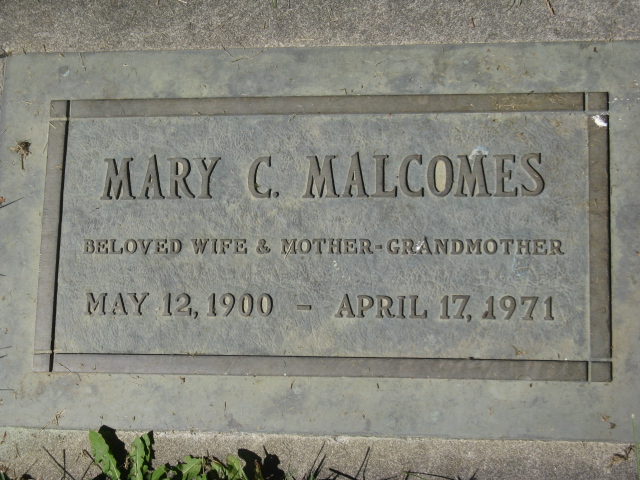 MARY C. MALCOMES
BELOVED WIFE & MOTHER-GRANDMOTHER
MAY 12, 1900 - APRIL 17, 1971